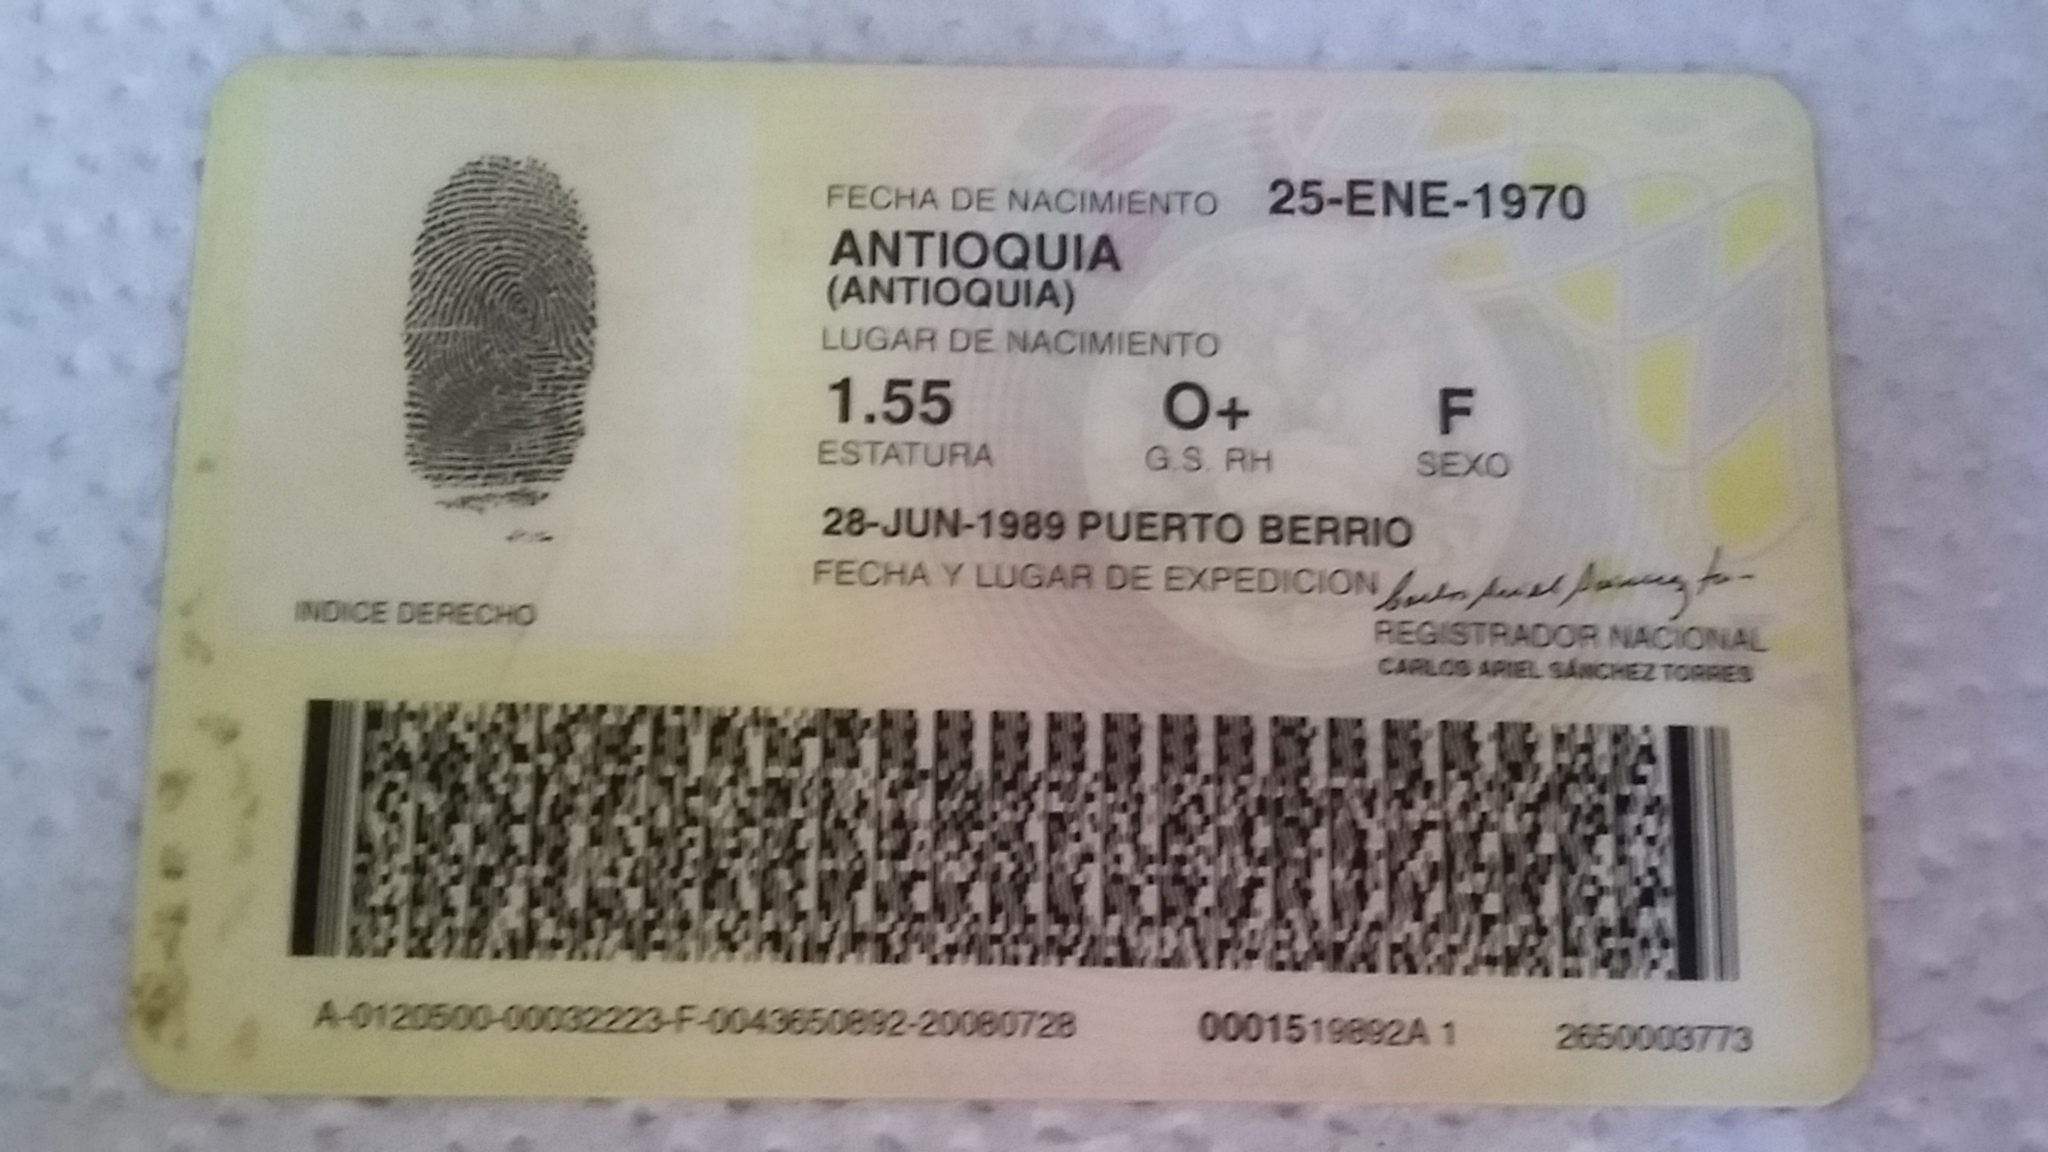 FECHA DE NACIMIENTO 25-ENE-1970
ANTIOQUIA
(ANTIOQUIA)
LUGAR DE NACIMIENTO
1.55 O+ F
ESTATURA G.S. RH SEXO
28-JUN-1989 PUERTO BERRIO
FECHA Y LUGAR DE EXPEDICION
INDICE DERECHO
REGISTRADOR NACIONAL
CARLOS ARIEL SÁNCHEZ TORRES
A-0120500-00032223-F-0043650892-20080728 0001519892A 1 2650003773